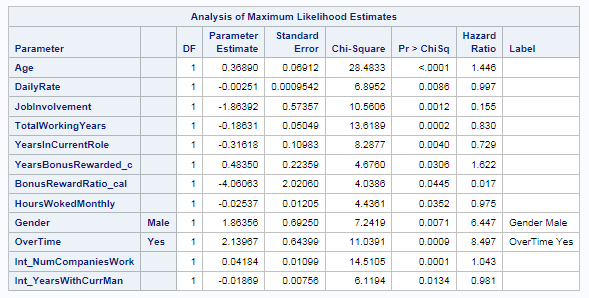 Analysis of Maximum Likelihood Estimates
Parameter DF Parameter Estimate Standard Error Chi-Square Pr > ChiSq Hazard Ratio Label
Age 1 0.36890 0.06912 28.4833 <.0001 1.446
DailyRate 1 -0.00251 0.0009542 6.8952 0.0086 0.997
JobInvolvement 1 -1.86392 0.57357 10.5606 0.0012 0.155
TotalWorkingYears 1 -0.18631 0.05049 13.6189 0.0002 0.830
YearsInCurrentRole 1 -0.31618 0.10983 8.2877 0.0040 0.729
YearsBonusRewarded_c 1 0.48350 0.22359 4.6760 0.0306 1.622
BonusRewardRatio_cal 1 -4.06063 2.02060 4.0386 0.0445 0.017
HoursWokedMonthly 1 -0.02537 0.01205 4.4361 0.0352 0.975
Gender Male 1 1.86356 0.69250 7.2419 0.0071 6.447 Gender Male
OverTime Yes 1 2.13967 0.64399 11.0391 0.0009 8.497 OverTime Yes
Int_NumCompaniesWork 1 0.04184 0.01099 14.5105 0.0001 1.043
Int_YearsWithCurrMan 1 -0.01869 0.00756 6.1194 0.0134 0.981